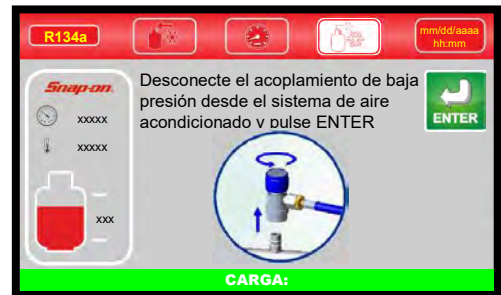 R134a
mm/dd/aaaa
hh:mm
Snap-on
xxxxx
xxxxx
xxx
Desconecte el acoplamiento de baja
presión desde el sistema de aire
acondicionado y pulse ENTER
ENTER
CARGA: